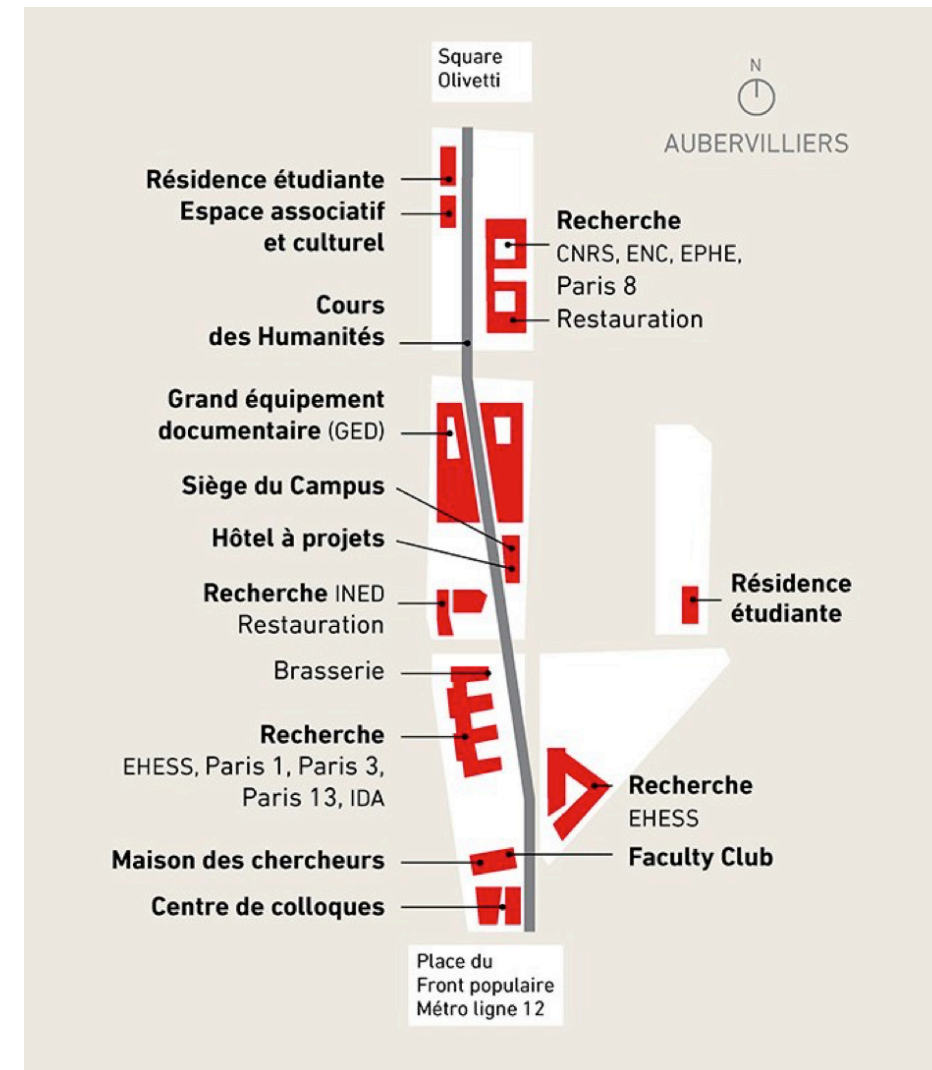 Square
Olivetti
N
AUBERVILLIERS
Résidence étudiante
Espace associatif
et culturel
Recherche
CNRS, ENC, EPHE,
Paris 8
Restauration
Cours
des Humanités
Grand équipement
documentaire (GED)
Siège du Campus
Hôtel à projets
Recherche INED
Restauration
Résidence
étudiante
Brasserie
Recherche
EHESS, Paris 1, Paris 3,
Paris 13, IDA
Recherche
EHESS
Maison des chercheurs
Faculty Club
Centre de colloques
Place du
Front populaire
Métro ligne 12